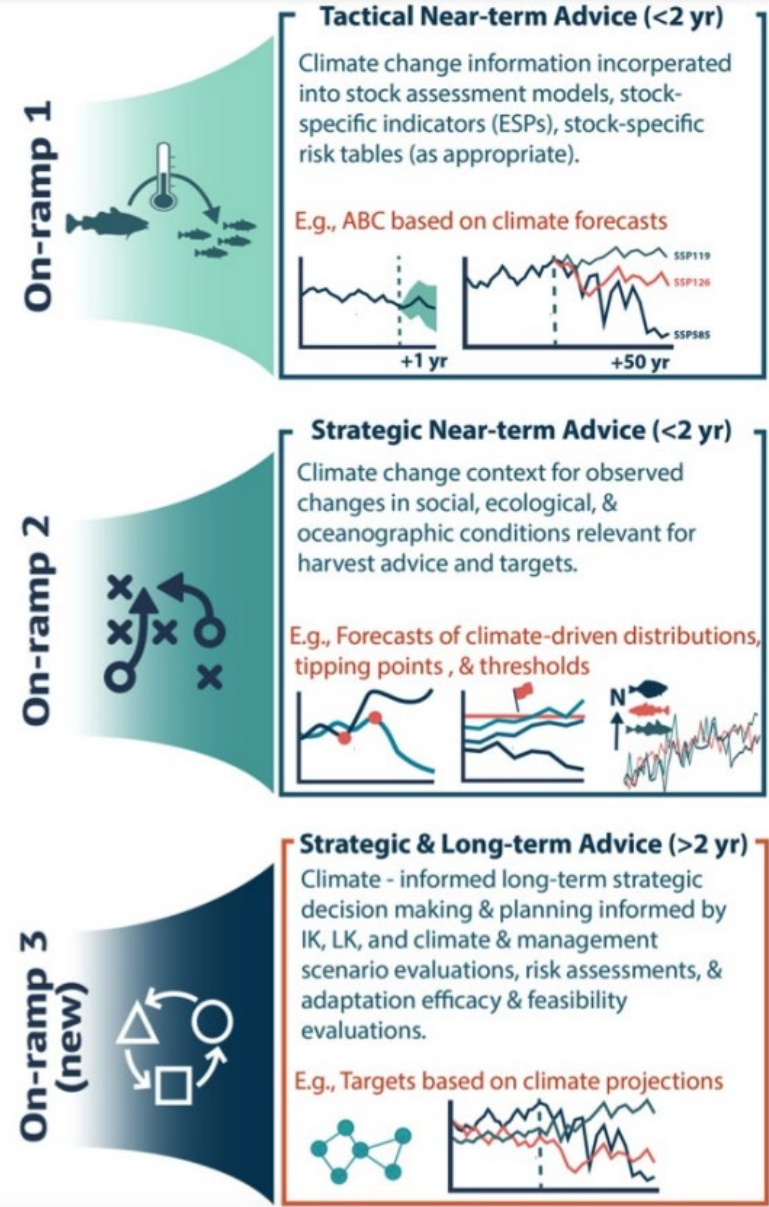 On-ramp 1
Tactical Near-term Advice (<2 yr)
Climate change information incorperated
into stock assessment models, stock-
specific indicators (ESPs), stock-specific
risk tables (as appropriate).
E.g., ABC based on climate forecasts
SSP119
SSP126
SSP585
+1 yr
+50 yr
On-ramp 2
Strategic Near-term Advice (<2 yr)
Climate change context for observed
changes in social, ecological, &
oceanographic conditions relevant for
harvest advice and targets.
E.g., Forecasts of climate-driven distributions,
tipping points , & thresholds
N
On-ramp 3
(new)
Strategic & Long-term Advice (>2 yr)
Climate - informed long-term strategic
decision making & planning informed by
IK, LK, and climate & management
scenario evaluations, risk assessments, &
adaptation efficacy & feasibility
evaluations.
E.g., Targets based on climate projections